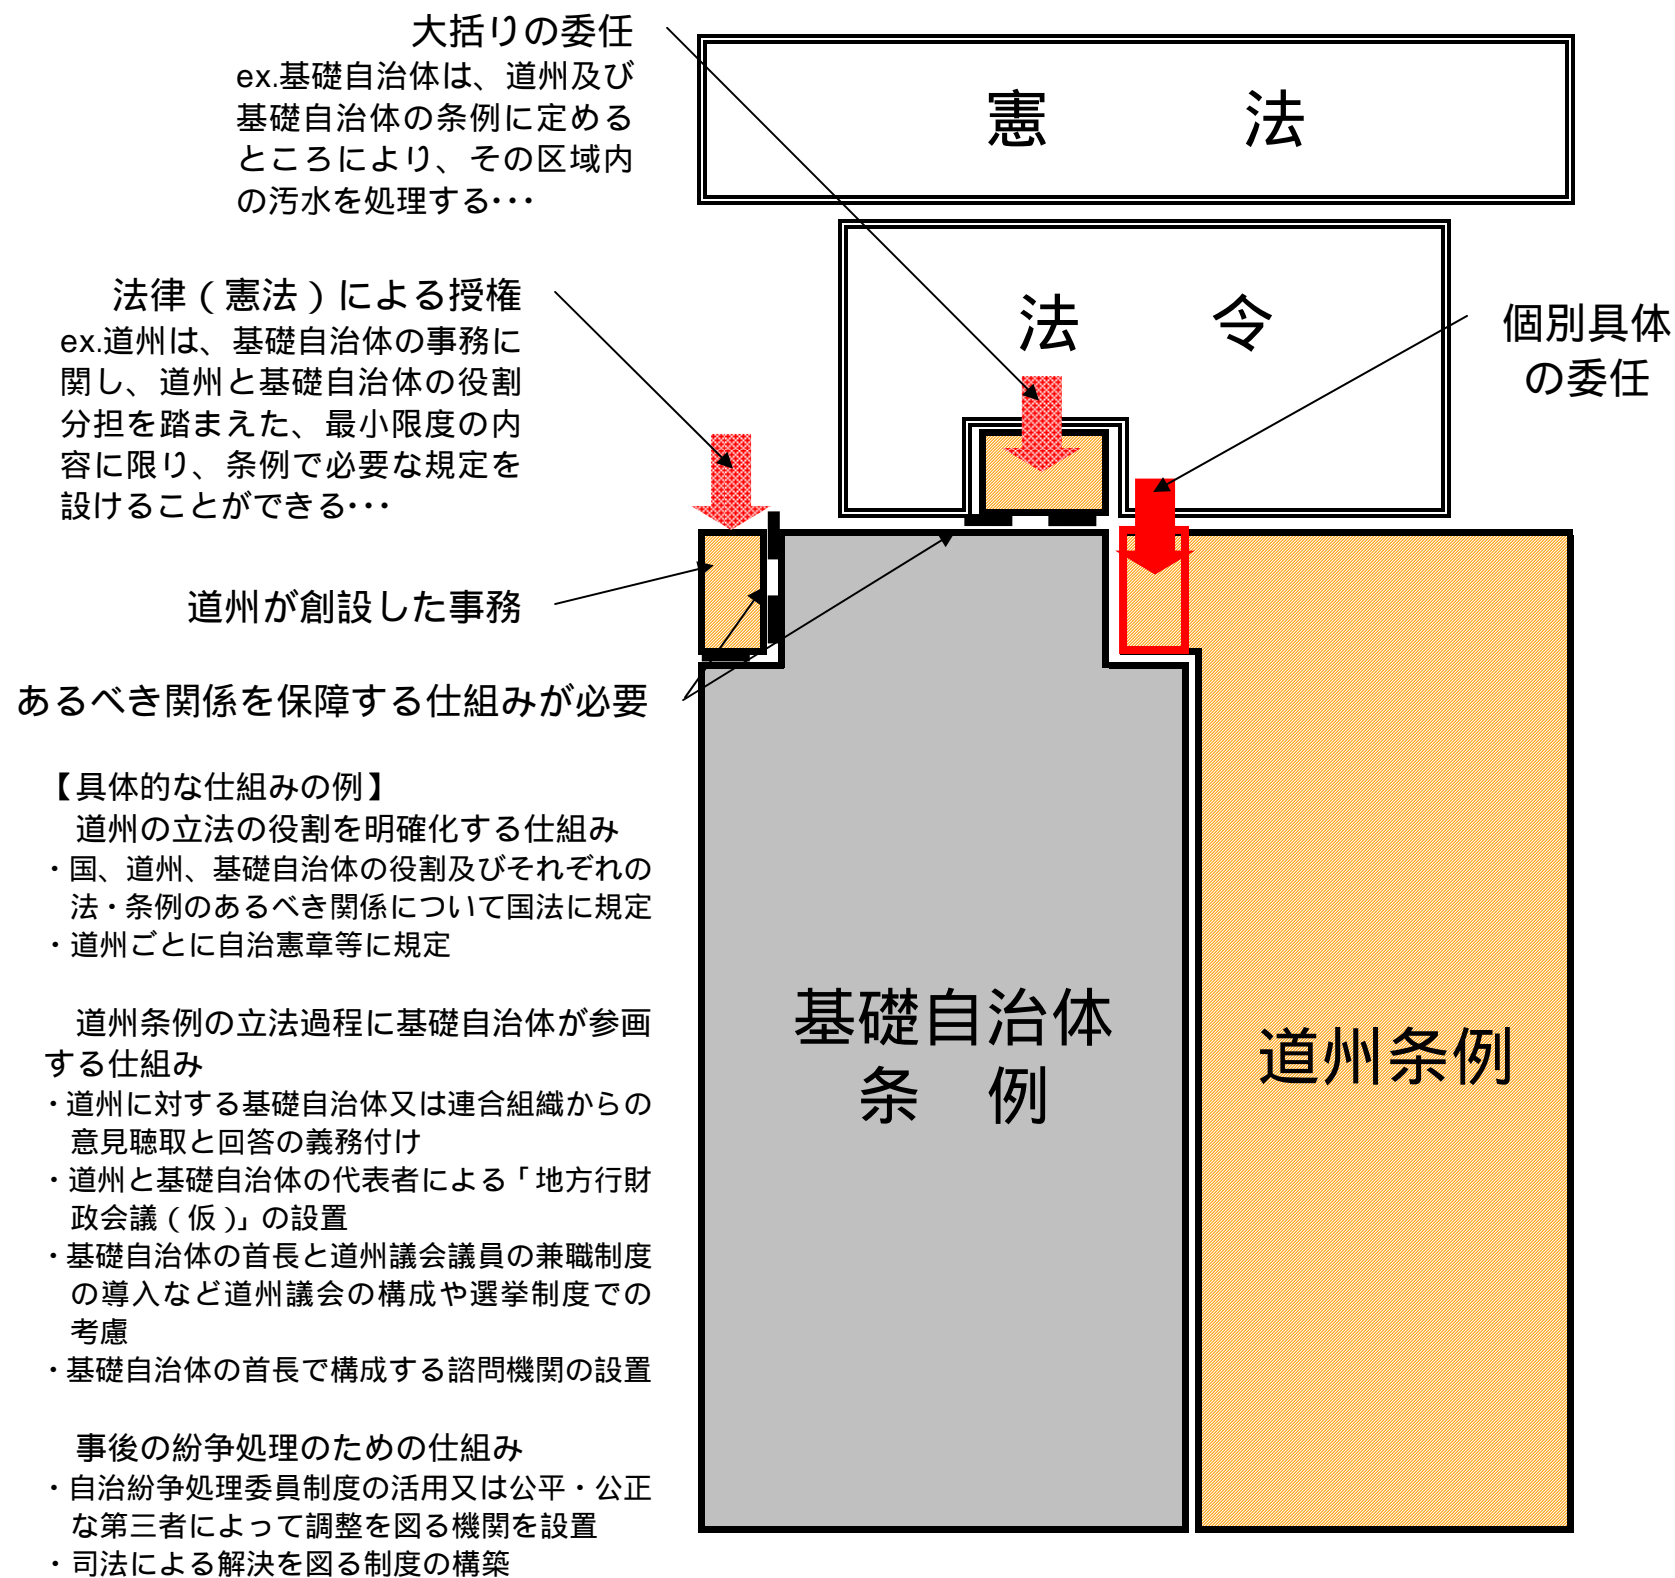 大括りの委任
ex.基礎自治体は、道州及び
基礎自治体の条例に定める
ところにより、その区域内
の汚水を処理する･･･
憲　法
法　令
法律（憲法）による授権
ex.道州は、基礎自治体の事務に
関し、道州と基礎自治体の役割
分担を踏まえた、最小限度の内
容に限り、条例で必要な規定を
設けることができる･･･
個別具体
の委任
道州が創設した事務
あるべき関係を保障する仕組みが必要
【具体的な仕組みの例】
道州の立法の役割を明確化する仕組み
・国、道州、基礎自治体の役割及びそれぞれの
法・条例のあるべき関係について国法に規定
・道州ごとに自治憲章等に規定
道州条例の立法過程に基礎自治体が参画
する仕組み
・道州に対する基礎自治体又は連合組織からの
意見聴取と回答の義務付け
・道州と基礎自治体の代表者による「地方行財
政会議（仮）」の設置
・基礎自治体の首長と道州議会議員の兼職制度
の導入など道州議会の構成や選挙制度での
考慮
・基礎自治体の首長で構成する諮問機関の設置
事後の紛争処理のための仕組み
・自治紛争処理委員制度の活用又は公平・公正
な第三者によって調整を図る機関を設置
・司法による解決を図る制度の構築
基礎自治体
条　例
道州条例